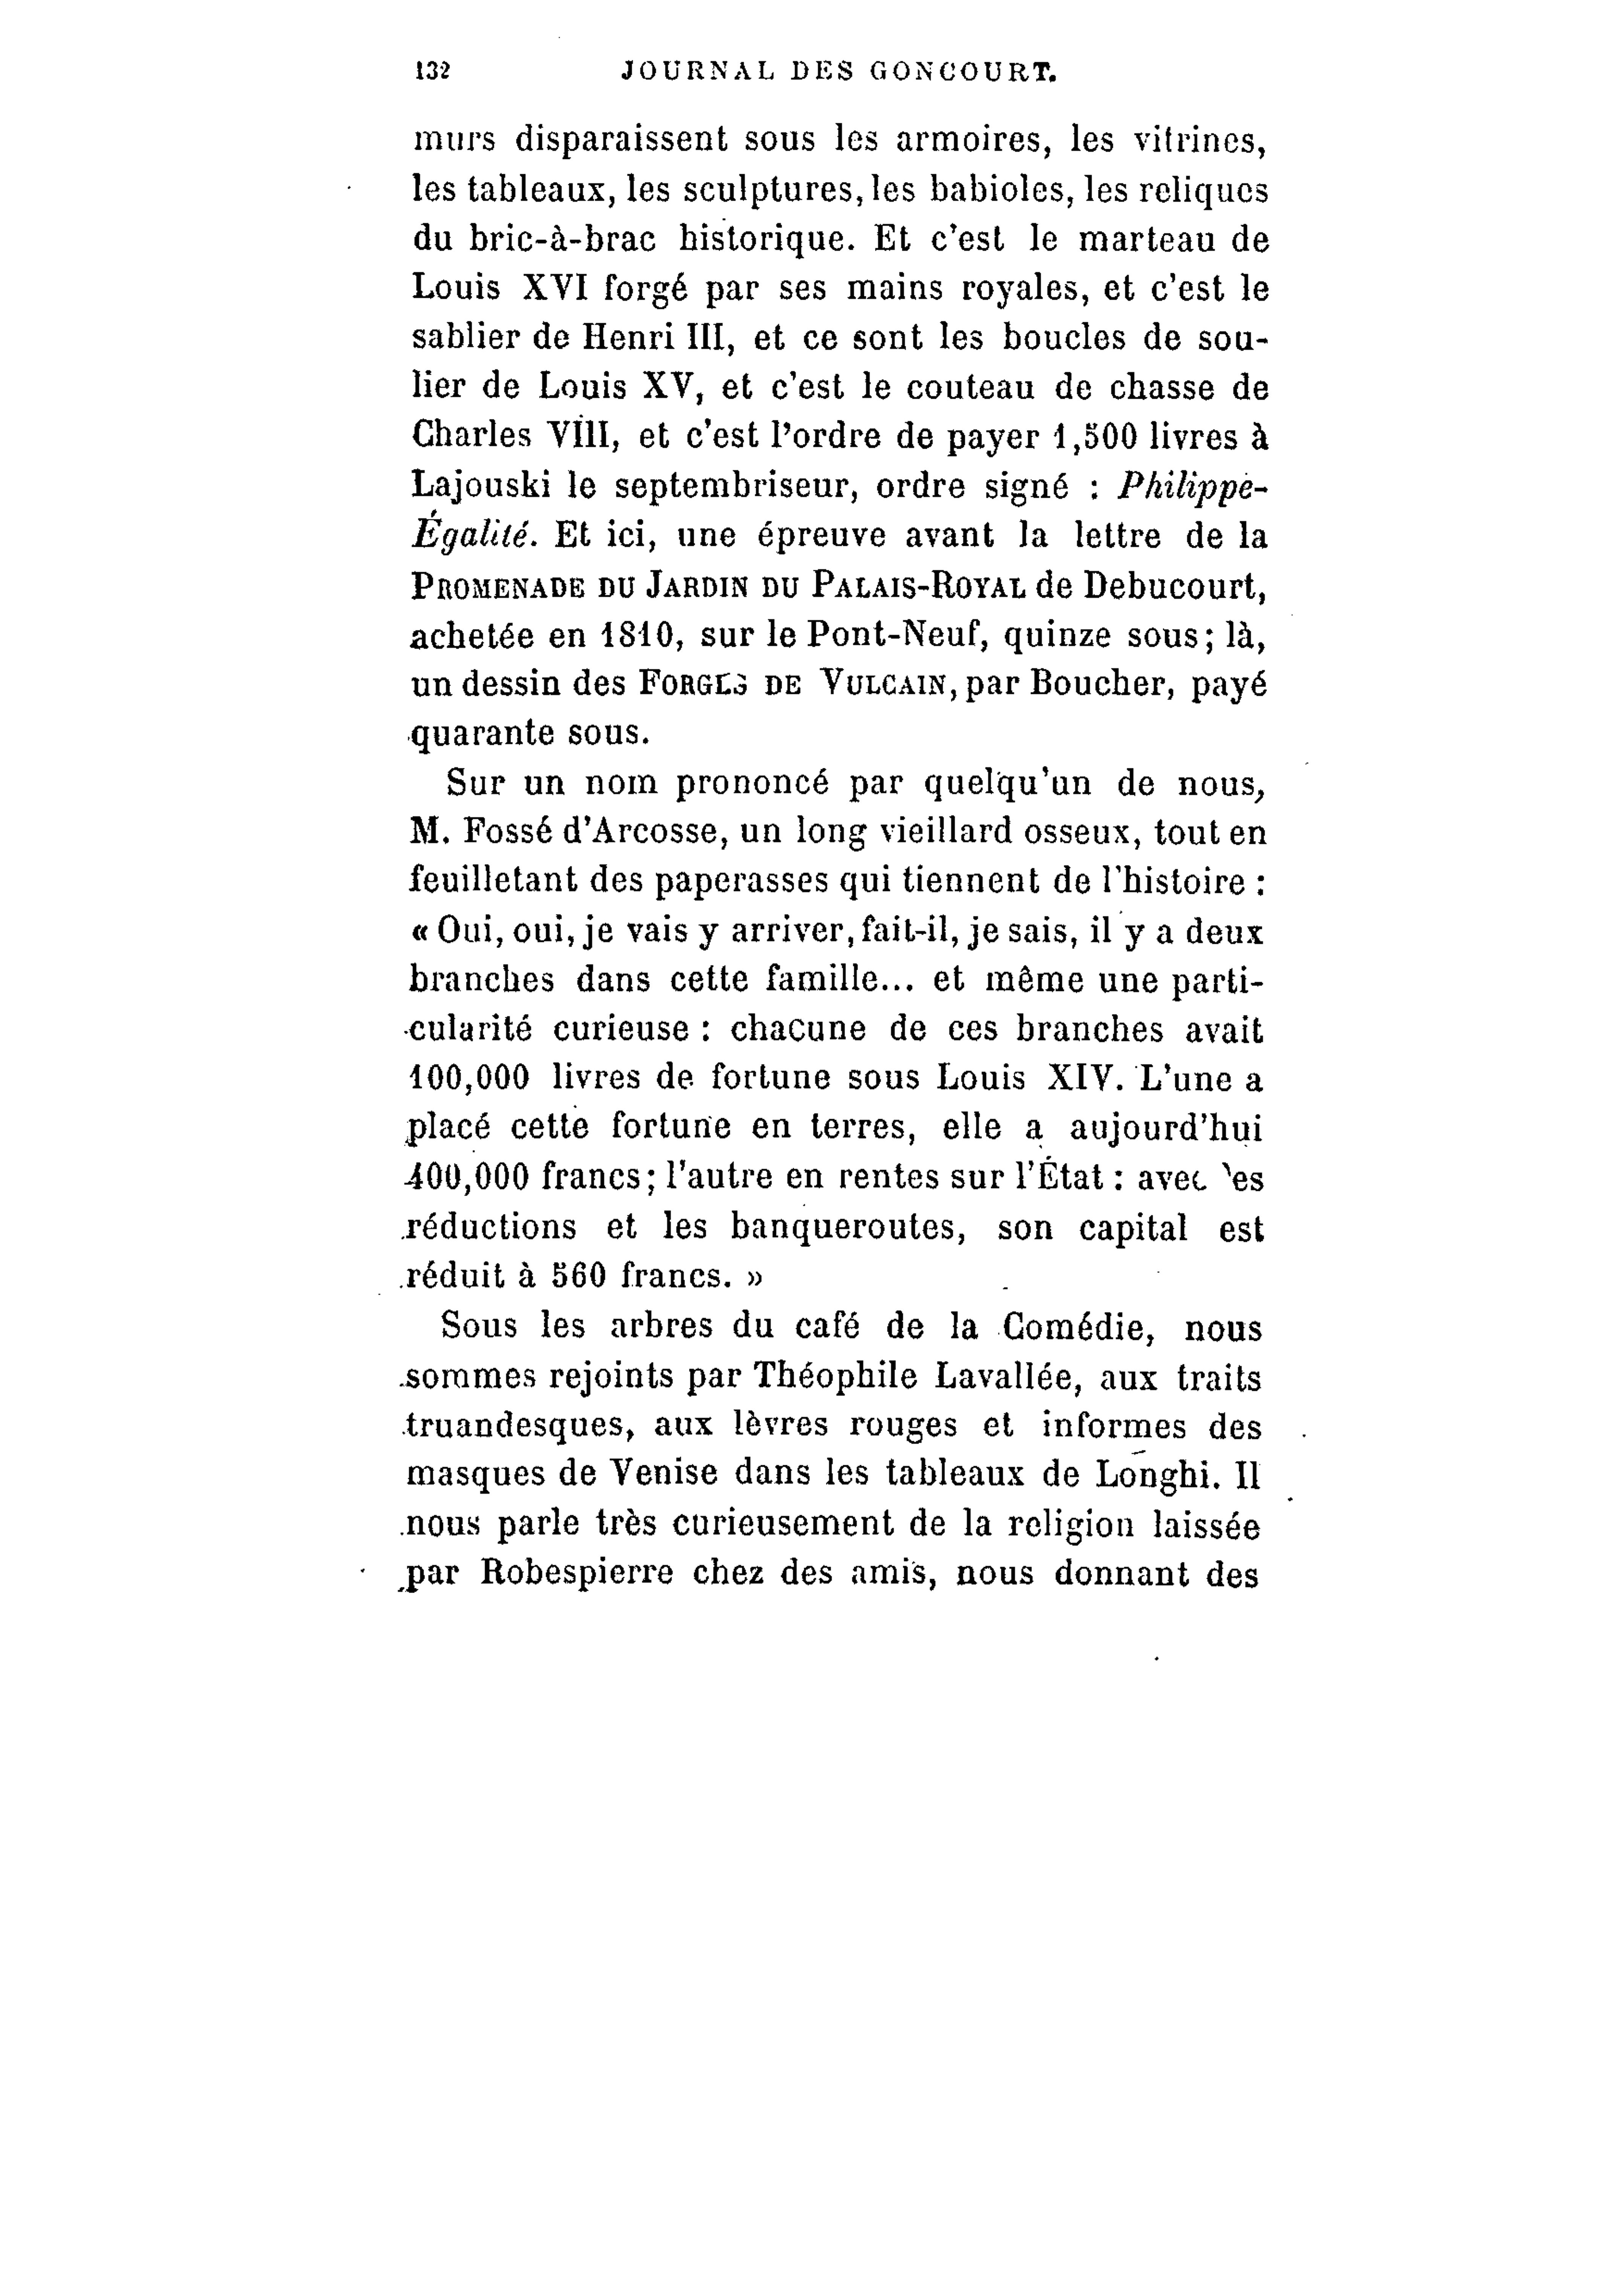 132 JOURNAL DES GONCOURT.
murs disparaissent sous les armoires, les vitrines,
les tableaux, les sculptures, les babioles, les reliques
du bric-à-brac historique. Et c'est le marteau de
Louis XVI forgé par ses mains royales, et c'est le
sablier de Henri III, et ce sont les boucles de sou-
lier de Louis XV, et c'est le couteau de chasse de
Charles VIII, et c'est l'ordre de payer 1,500 livres à
Lajouski le septembriseur, ordre signé : Philippe-
Égalité. Et ici, une épreuve avant la lettre de la
PROMENADE DU JARDIN DU PALAIS-ROYAL de Debucourt,
achetée en 1810, sur le Pont-Neuf, quinze sous; là,
un dessin des FORGES DE VULCAIN, par Boucher, payé
quarante sous.
Sur un nom prononcé par quelqu'un de nous,
M. Fossé d'Arcosse, un long vieillard osseux, tout en
feuilletant des paperasses qui tiennent de l'histoire :
« Oui, oui, je vais y arriver, fait-il, je sais, il y a deux
branches dans cette famille... et même une parti-
cularité curieuse : chacune de ces branches avait
100,000 livres de fortune sous Louis XIV. L'une a
placé cette fortune en terres, elle a aujourd'hui
400,000 francs; l'autre en rentes sur l'État : avec les
réductions et les banqueroutes, son capital est
réduit à 560 francs. »
Sous les arbres du café de la Comédie, nous
sommes rejoints par Théophile Lavallée, aux traits
truandesques, aux lèvres rouges et informes des
masques de Venise dans les tableaux de Longhi. Il
nous parle très curieusement de la religion laissée
par Robespierre chez des amis, nous donnant des